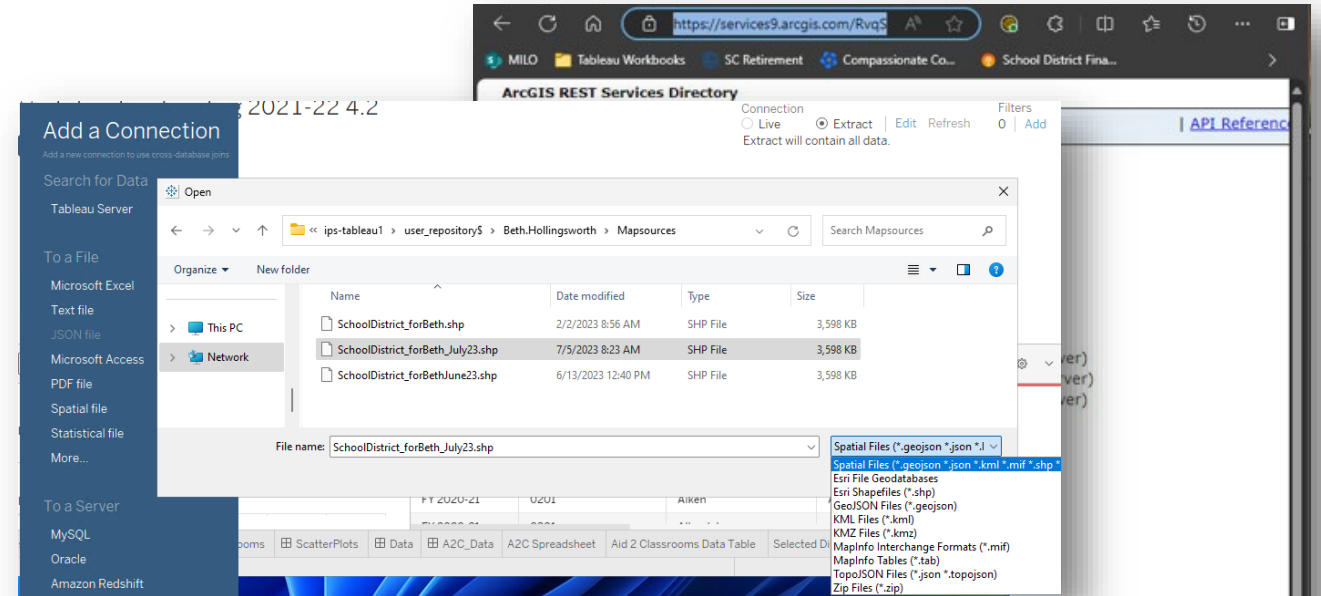 https://services9.arcgis.com/RvqS
MILO Tableau Workbooks SC Retirement Compassionate Co... School District Fina...
ArcGIS REST Services Directory
API Reference
2021-22 4.2
Connection
Live Extract Edit Refresh
Extract will contain all data.
Filters
0 Add
Add a Connection
Add a new connection to use cross-database joins
Search for Data
Tableau Server
To a File
Microsoft Excel
Text file
JSON file
Microsoft Access
PDF file
Spatial file
Statistical file
More...
To a Server
MySQL
Oracle
Amazon Redshift
Open
« ips-tableau1 > user_repository$ > Beth.Hollingsworth > Mapsources
Search Mapsources
Organize New folder
Name Date modified Type Size
This PC
Network
SchoolDistrict_forBeth.shp 2/2/2023 8:56 AM SHP File 3,598 KB
SchoolDistrict_forBeth_July23.shp 7/5/2023 8:23 AM SHP File 3,598 KB
SchoolDistrict_forBethJune23.shp 6/13/2023 12:40 PM SHP File 3,598 KB
File name: SchoolDistrict_forBeth_July23.shp
Spatial Files (*.geojson *.json *.l
Spatial Files (*.geojson *.json *.kml *.mif *.shp *
Esri File Geodatabases
Esri Shapefiles (*.shp)
GeoJSON Files (*.geojson)
KML Files (*.kml)
KMZ Files (*.kmz)
MapInfo Interchange Formats (*.mif)
MapInfo Tables (*.tab)
TopoJSON Files (*.json *.topojson)
Zip Files (*.zip)
ver)
ver)
ver)
FY 2020-21 0201 Aiken
ooms ScatterPlots Data A2C_Data A2C Spreadsheet Aid 2 Classrooms Data Table Selected Di